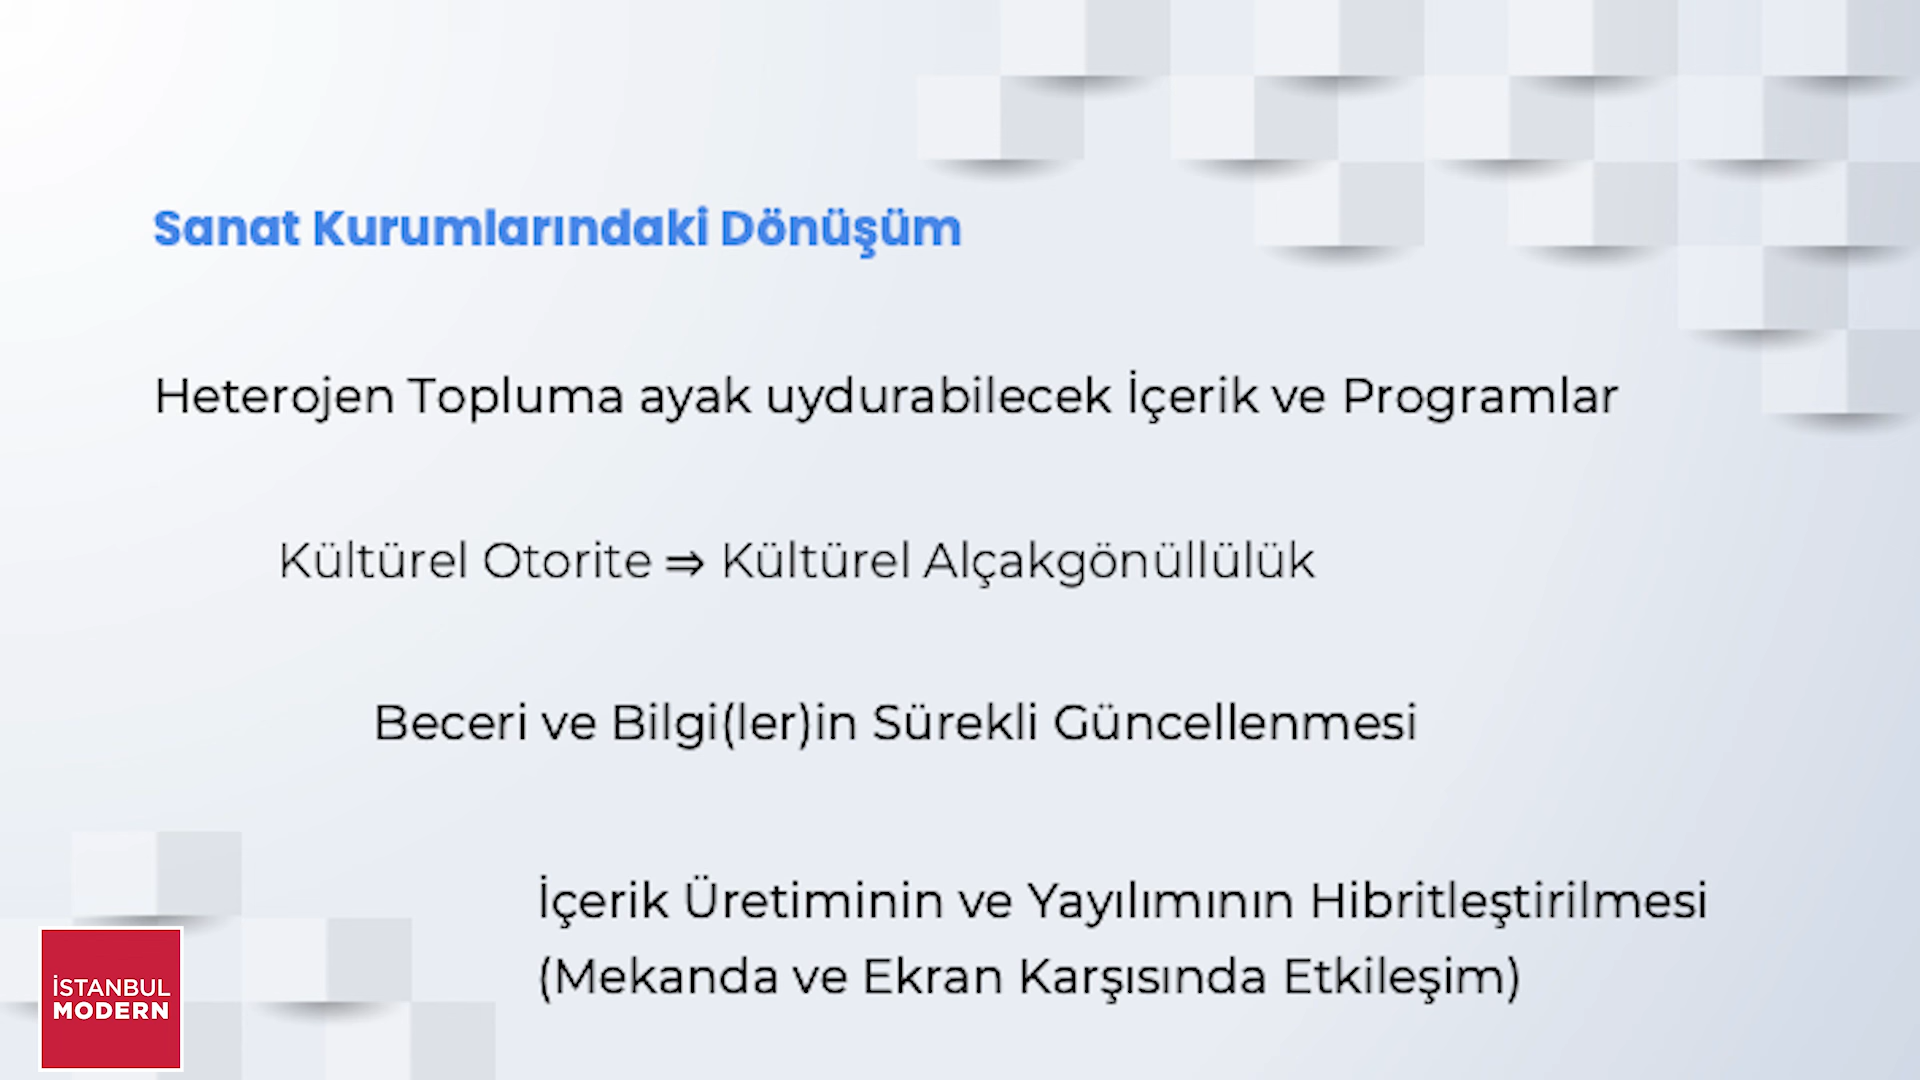 Sanat Kurumlarındaki Dönüşüm
Heterojen Topluma ayak uydurabilecek İçerik ve Programlar
Kültürel Otorite ⇒ Kültürel Alçakgönüllülük
Beceri ve Bilgi(ler)in Sürekli Güncellenmesi
İçerik Üretiminin ve Yayılımının Hibritleştirilmesi
(Mekanda ve Ekran Karşısında Etkileşim)
İSTANBUL
MODERN